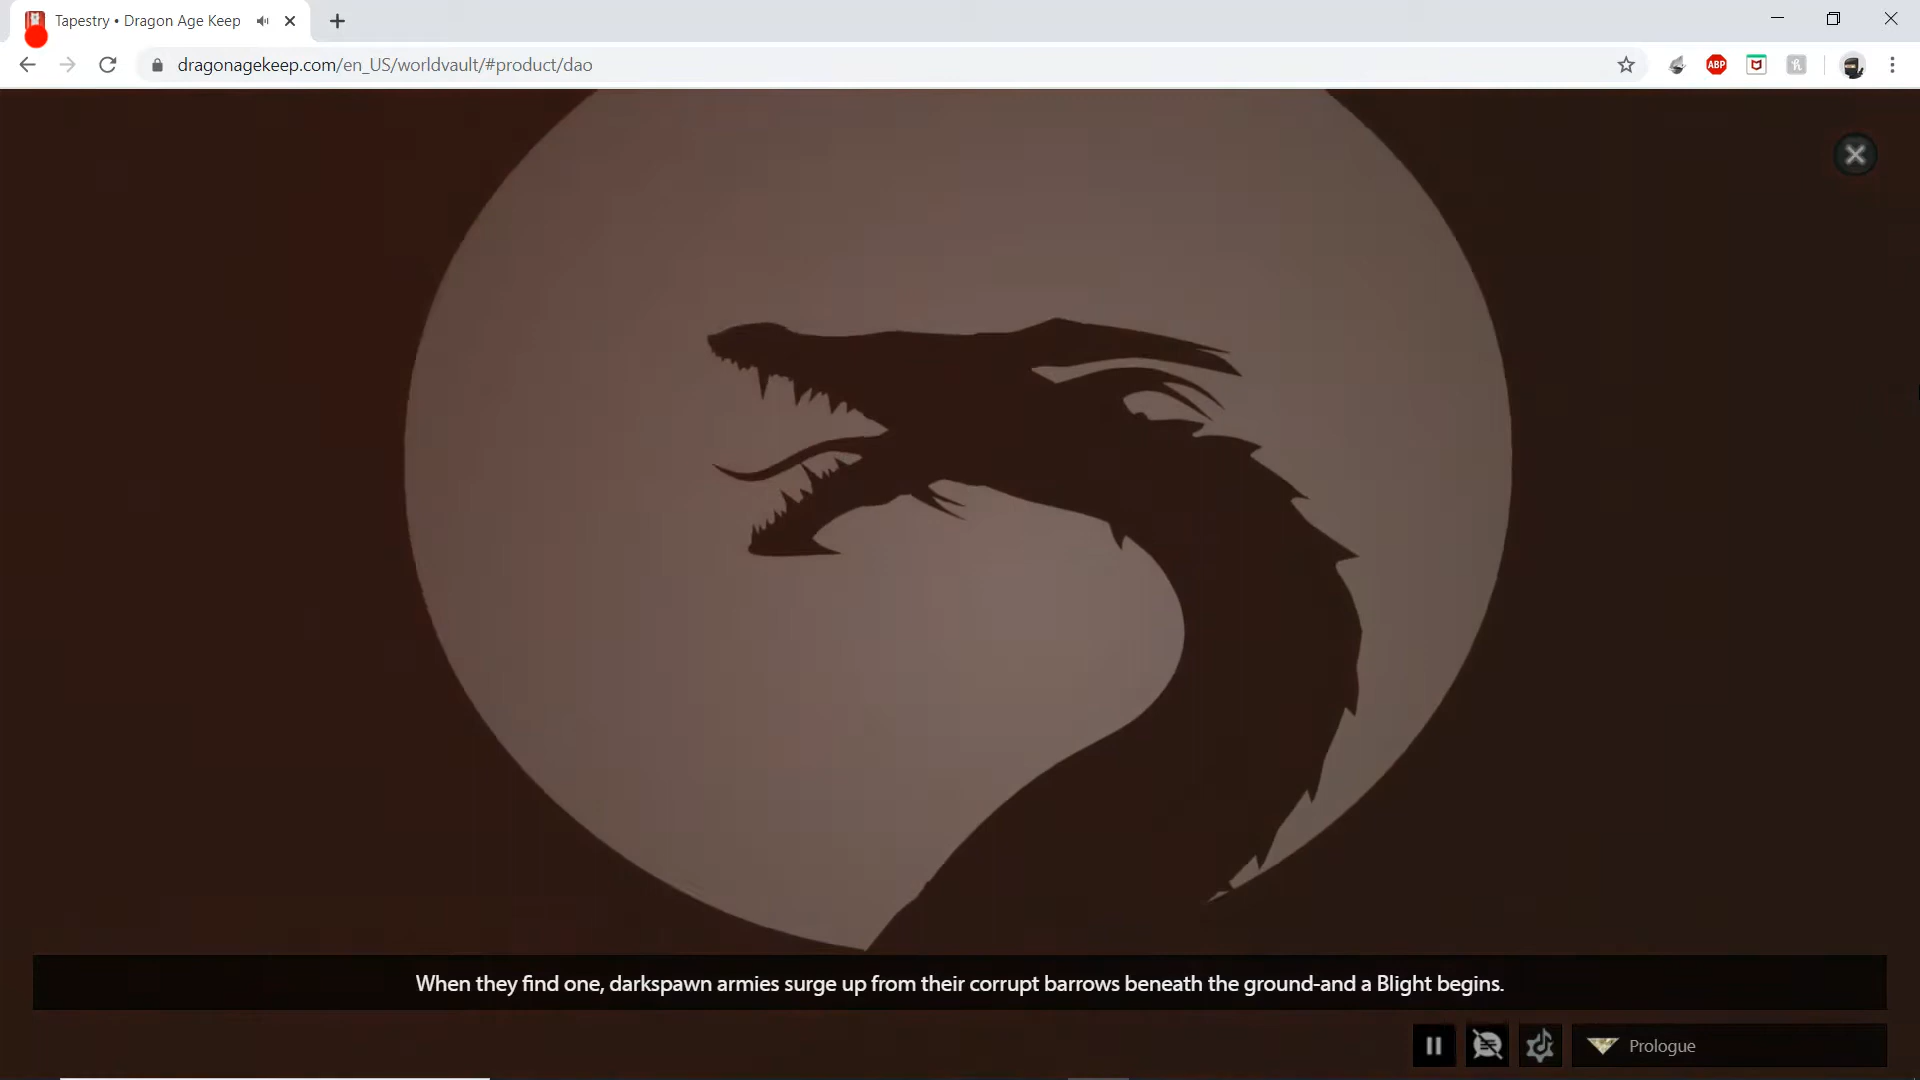 Tapestry • Dragon Age Keep
dragonagekeep.com/en_US/worldvault/#product/dao
ABP
When they find one, darkspawn armies surge up from their corrupt barrows beneath the ground-and a Blight begins.
Prologue